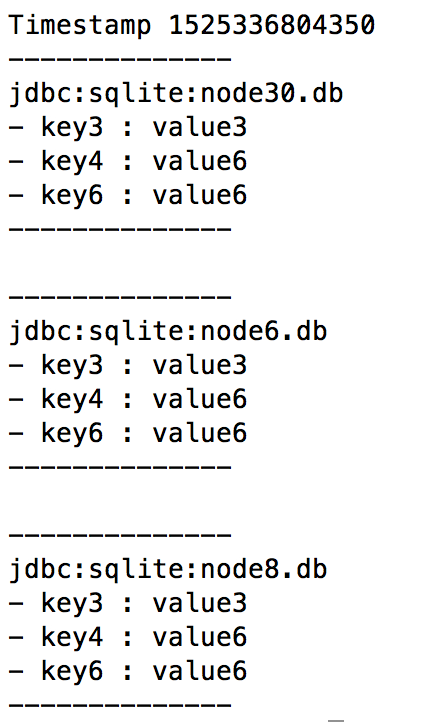 Timestamp 1525336804350
--------------
jdbc:sqlite:node30.db
- key3 : value3
- key4 : value6
- key6 : value6
--------------
--------------
jdbc:sqlite:node6.db
- key3 : value3
- key4 : value6
- key6 : value6
--------------
--------------
jdbc:sqlite:node8.db
- key3 : value3
- key4 : value6
- key6 : value6
--------------